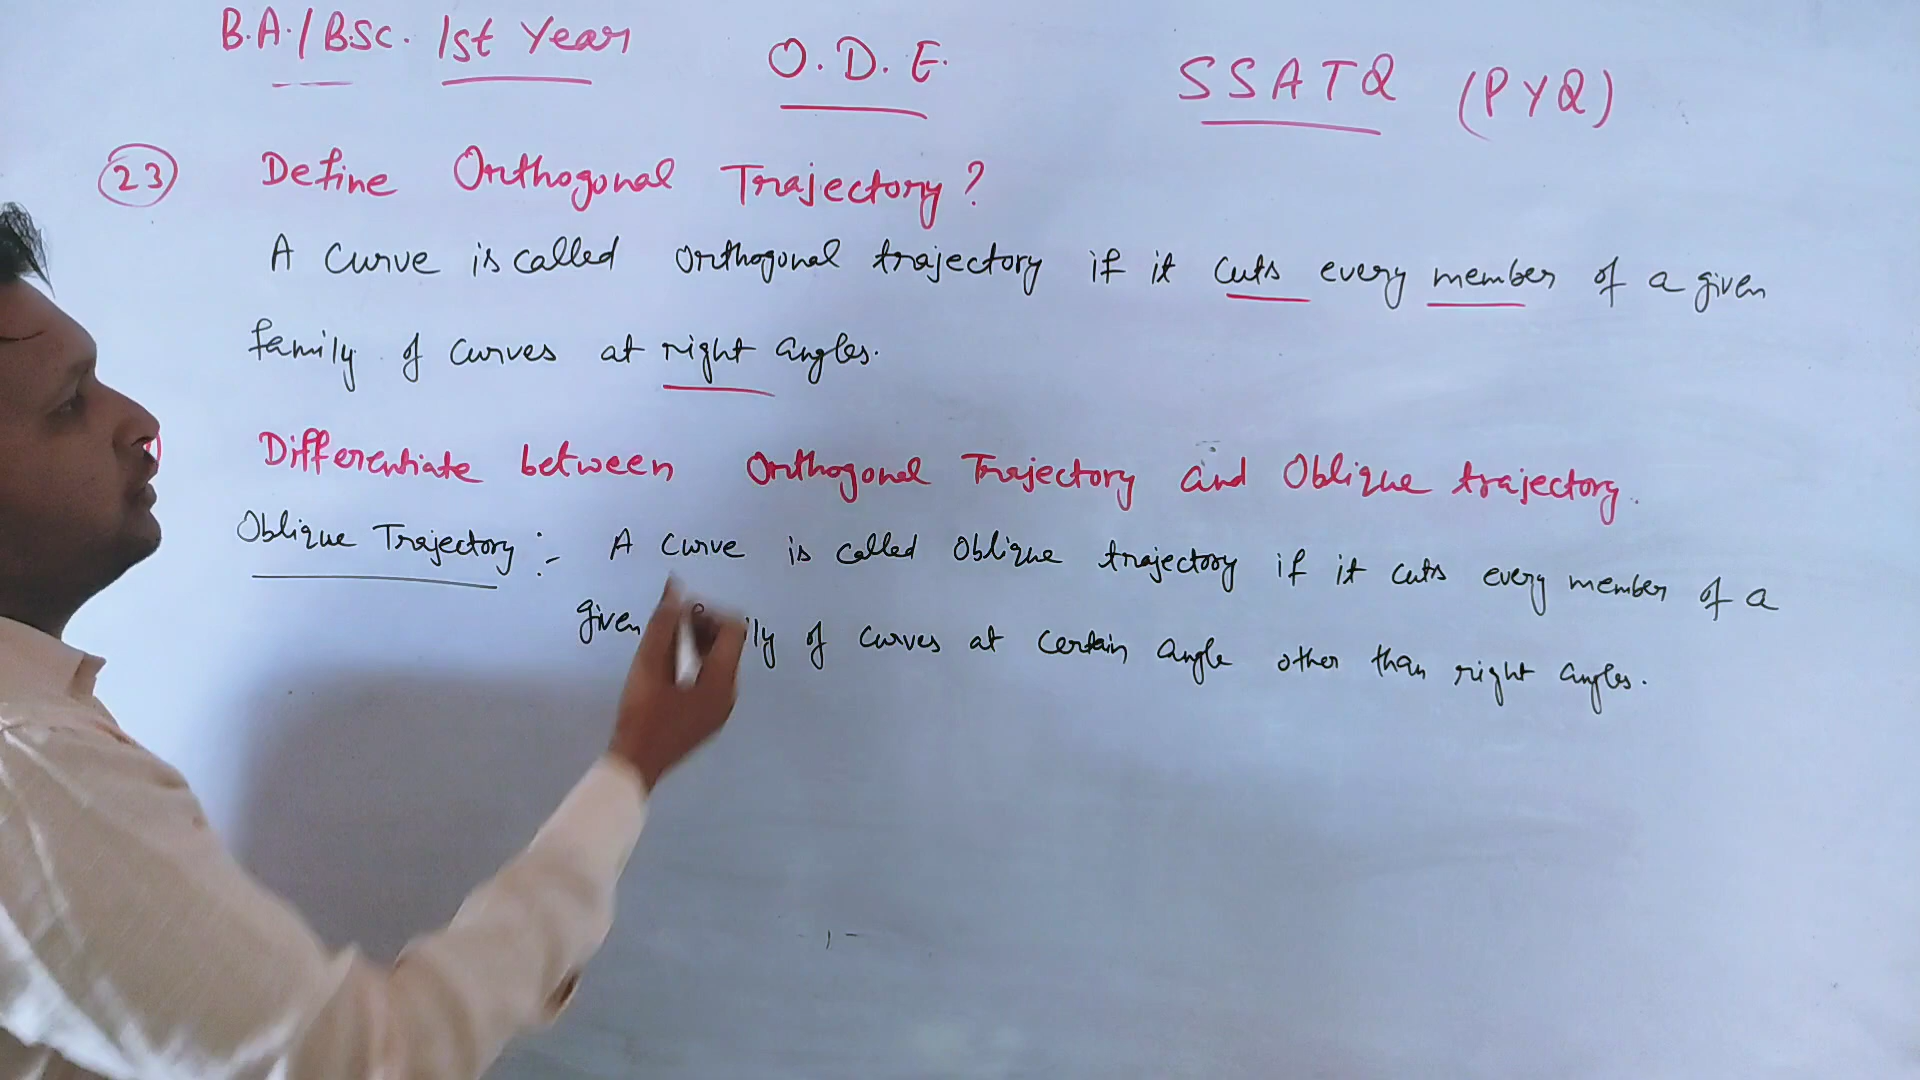 B.A./B.Sc. 1st Year O.D.E. SSATQ (PYQ)
23 Define Orthogonal Trajectory?
A curve is called orthogonal trajectory if it cuts every member of a given
family of curves at right angles.
Differentiate between Orthogonal Trajectory and Oblique trajectory.
Oblique Trajectory :- A curve is called Oblique trajectory if it cuts every member of a
given of curves at certain angle other than right angles.